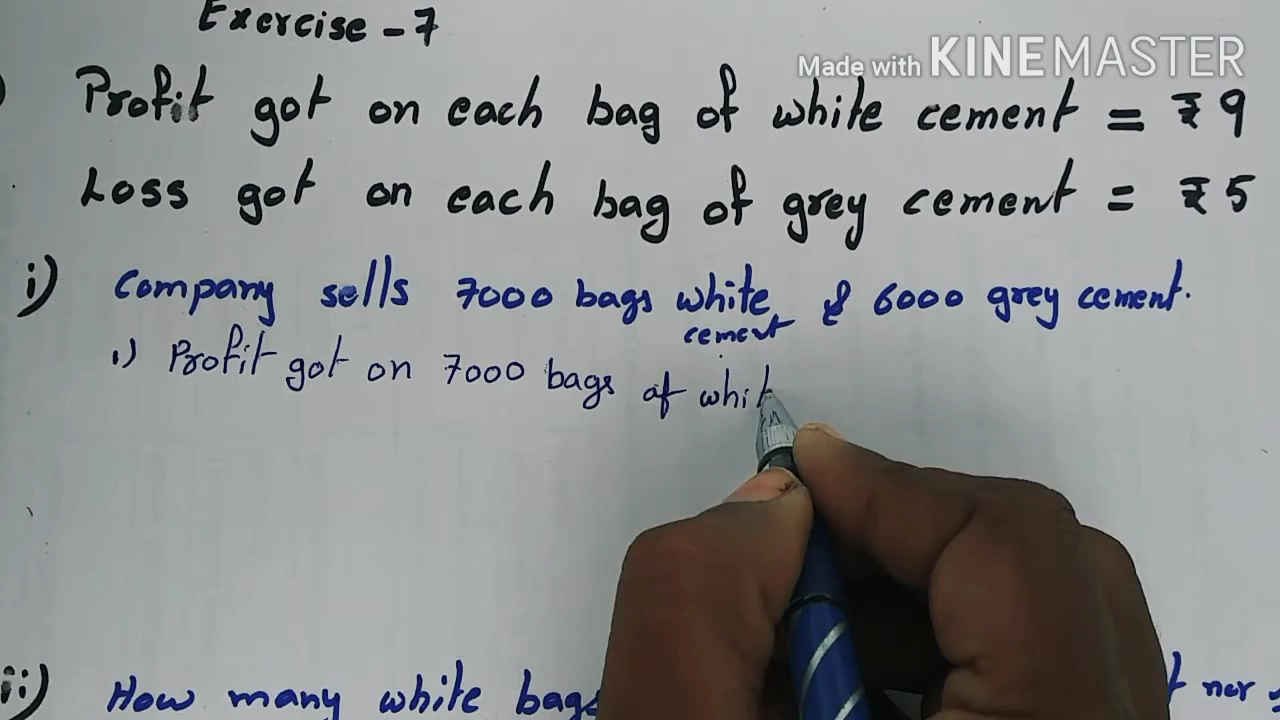 Exercise - 7
Made with KINEMASTER
) Profit got on each bag of white cement = ₹ 9
Loss got on each bag of grey cement = ₹ 5
i) Company sells 7000 bags white & 6000 grey cement.
cement
1) Profit got on 7000 bags of whit
ii) How many white bags
t nor